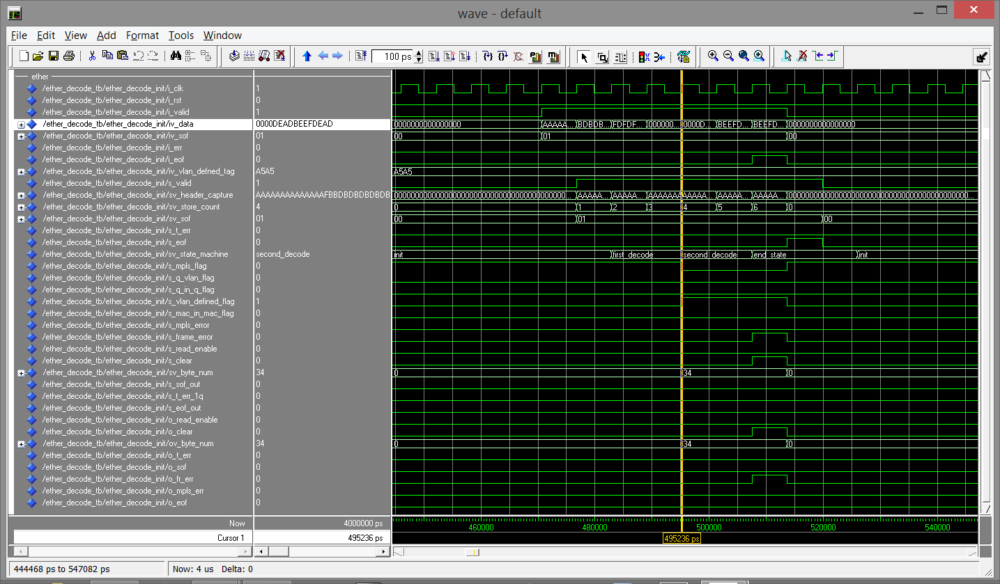 wave - default
File Edit View Add Format Tools Window
100 ps
ether
/ether_decode_tb/ether_decode_init/i_clk 1
/ether_decode_tb/ether_decode_init/i_rst 0
/ether_decode_tb/ether_decode_init/i_valid 1
/ether_decode_tb/ether_decode_init/iv_data 0000DEADBEEFDEAD 0000000000000000 AAAAA... BDBDB... FDFDF... 000000... 0000D... BEEFD... BEEFD... 0000000000000000
/ether_decode_tb/ether_decode_init/iv_sof 01 00 01 00
/ether_decode_tb/ether_decode_init/i_err 0
/ether_decode_tb/ether_decode_init/i_eof 0
/ether_decode_tb/ether_decode_init/iv_vlan_defned_tag A5A5 A5A5
/ether_decode_tb/ether_decode_init/s_valid 1
/ether_decode_tb/ether_decode_init/sv_header_capture
/ether_decode_tb/ether_decode_init/sv_store_count 4 0 1 2 3 4 5 6 0
/ether_decode_tb/ether_decode_init/sv_sof 01 00 01 00
/ether_decode_tb/ether_decode_init/s_t_err 0
/ether_decode_tb/ether_decode_init/s_eof 0
/ether_decode_tb/ether_decode_init/sv_state_machine second_decode init first_decode second_decode end_state init
/ether_decode_tb/ether_decode_init/s_mpls_flag 0
/ether_decode_tb/ether_decode_init/s_q_vlan_flag 0
/ether_decode_tb/ether_decode_init/s_q_in_q_flag 0
/ether_decode_tb/ether_decode_init/s_vlan_defined_flag 1
/ether_decode_tb/ether_decode_init/s_mac_in_mac_flag 0
/ether_decode_tb/ether_decode_init/s_mpls_error 0
/ether_decode_tb/ether_decode_init/s_frame_error 0
/ether_decode_tb/ether_decode_init/s_read_enable 0
/ether_decode_tb/ether_decode_init/s_clear 0
/ether_decode_tb/ether_decode_init/sv_byte_num 34 0 34 0
/ether_decode_tb/ether_decode_init/s_sof_out 0
/ether_decode_tb/ether_decode_init/s_t_err_1q 0
/ether_decode_tb/ether_decode_init/s_eof_out 0
/ether_decode_tb/ether_decode_init/o_read_enable 0
/ether_decode_tb/ether_decode_init/o_clear 0
/ether_decode_tb/ether_decode_init/ov_byte_num 34 0 34 0
/ether_decode_tb/ether_decode_init/o_t_err 0
/ether_decode_tb/ether_decode_init/o_sof 0
/ether_decode_tb/ether_decode_init/o_fr_err 0
/ether_decode_tb/ether_decode_init/o_mpls_err 0
/ether_decode_tb/ether_decode_init/o_eof 0
Now 4000000 ps 460000 480000 500000 520000 540000
Cursor 1 495236 ps 495236 ps
444468 ps to 547082 ps Now: 4 us Delta: 0